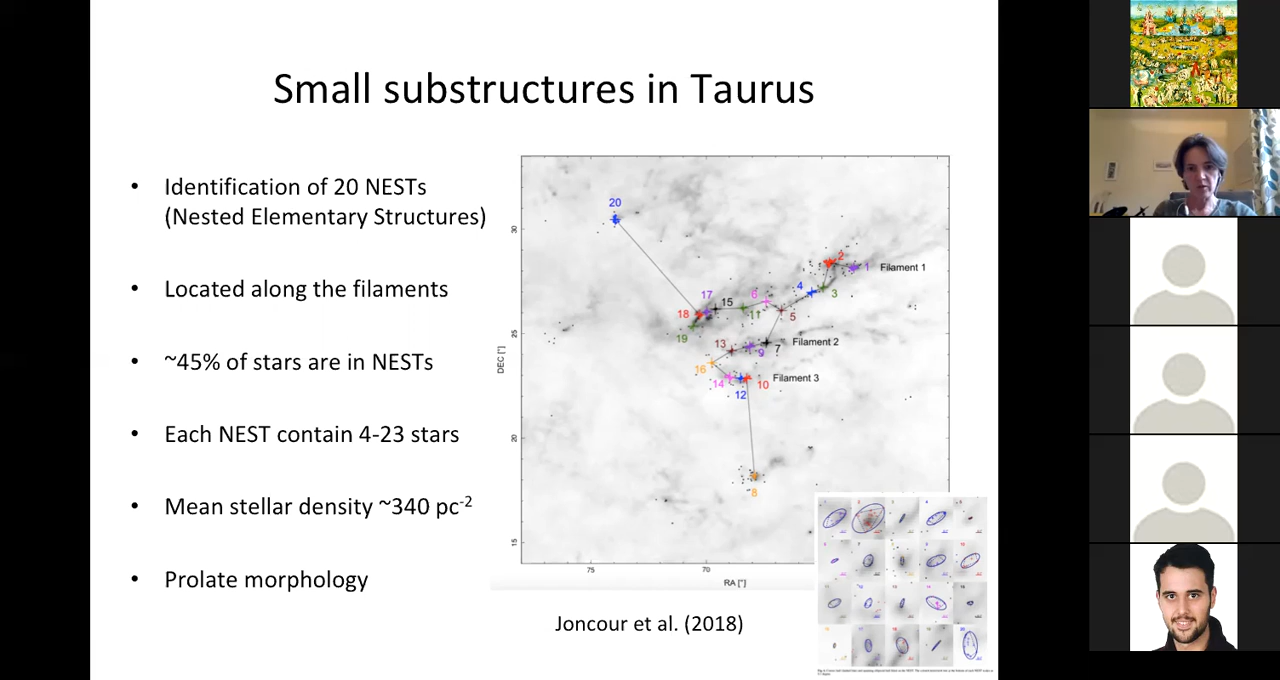 Small substructures in Taurus
• Identification of 20 NESTs
(Nested Elementary Structures)
• Located along the filaments
• ~45% of stars are in NESTs
• Each NEST contain 4-23 stars
• Mean stellar density ~340 pc-2
• Prolate morphology
20
2
1
Filament 1
3
4
17
15
6
18
11
5
19
13
9
7
Filament 2
16
14
12
10
Filament 3
8
30
25
20
15
DEC [°]
75
70
RA [°]
Joncour et al. (2018)